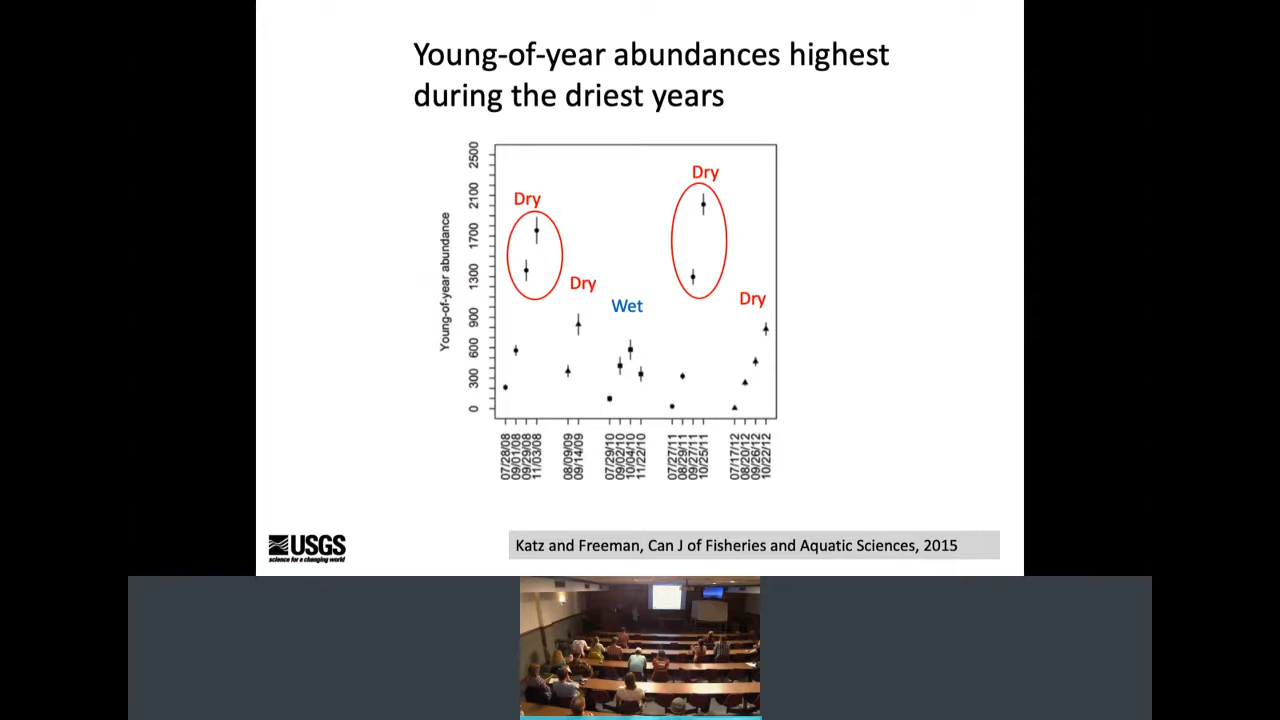 Young-of-year abundances highest
during the driest years
Young-of-year abundance
2500
2100
1700
1300
900
600
300
0
Dry
Dry
Wet
Dry
Dry
07/28/08
09/01/08
09/29/08
11/03/08
08/09/09
09/14/09
07/29/10
09/02/10
10/04/10
11/22/10
07/27/11
08/29/11
09/27/11
10/25/11
07/17/12
08/20/12
09/26/12
10/22/12
USGS
science for a changing world
Katz and Freeman, Can J of Fisheries and Aquatic Sciences, 2015